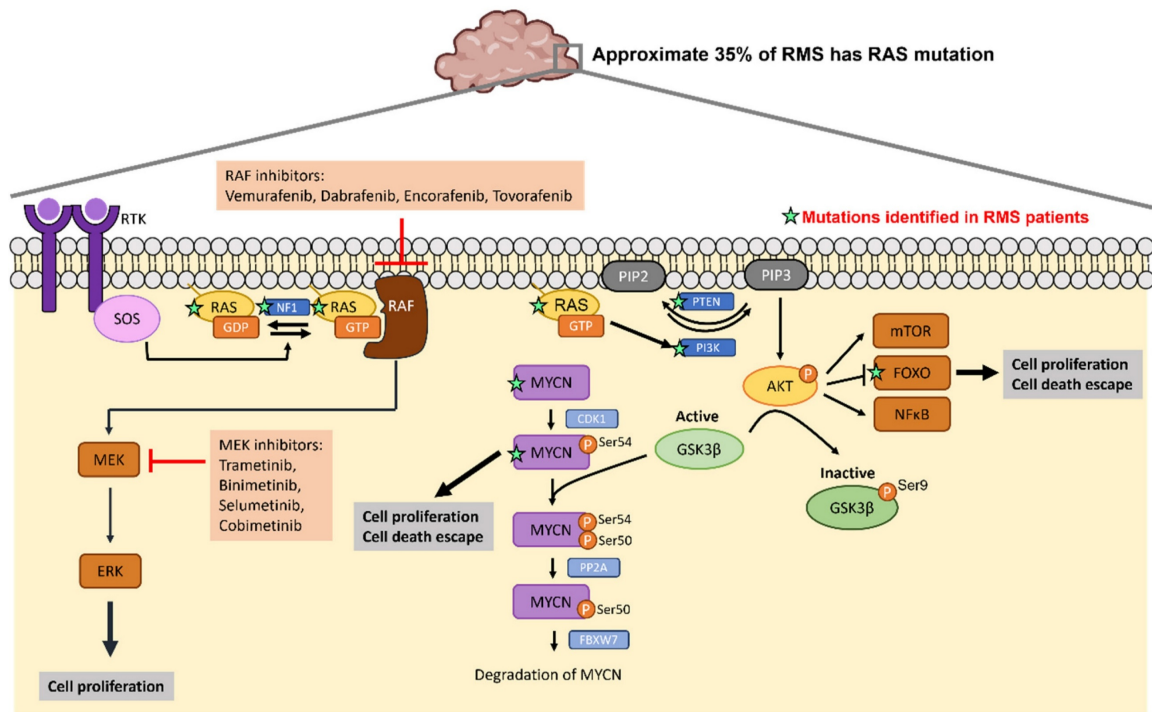 Approximate 35% of RMS has RAS mutation
RAF inhibitors:
Vemurafenib, Dabrafenib, Encorafenib, Tovorafenib
RTK
Mutations identified in RMS patients
PIP2
PIP3
SOS
RAS
GDP
NF1
RAS
GTP
RAF
RAS
GTP
PTEN
PI3K
mTOR
AKT
P
FOXO
NFκB
Cell proliferation
Cell death escape
MYCN
CDK1
MYCN
P
Ser54
Active
GSK3β
Inactive
GSK3β
P
Ser9
MEK
MEK inhibitors:
Trametinib,
Binimetinib,
Selumetinib,
Cobimetinib
Cell proliferation
Cell death escape
MYCN
P
Ser54
P
Ser50
PP2A
ERK
MYCN
P
Ser50
FBXW7
Degradation of MYCN
Cell proliferation